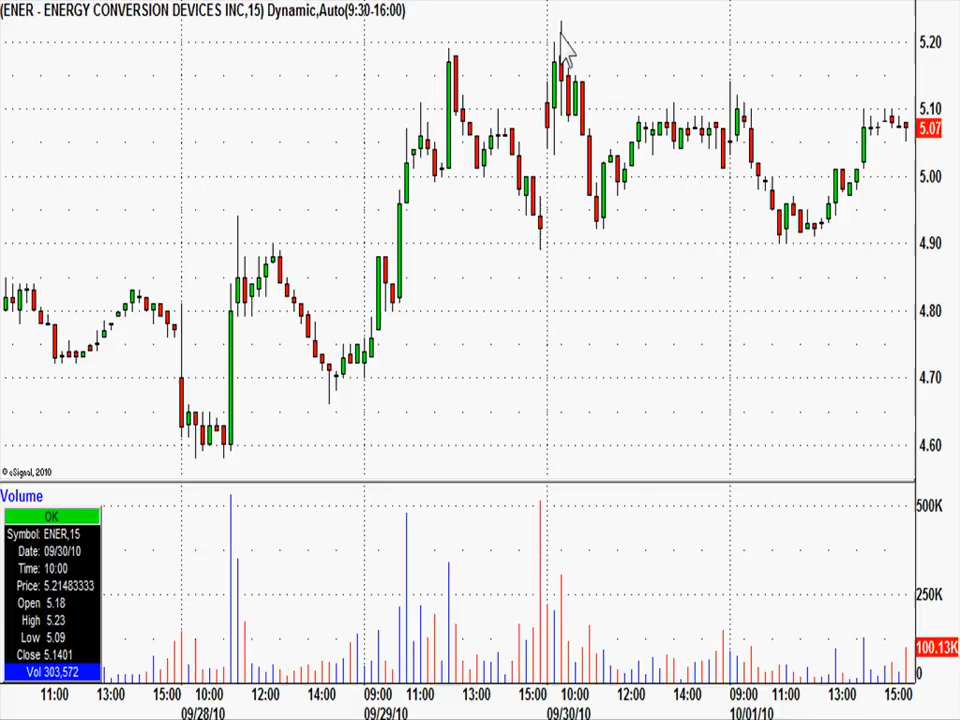 (ENER - ENERGY CONVERSION DEVICES INC,15) Dynamic,Auto(9:30-16:00)
5.20
5.10
5.07
5.00
4.90
4.80
4.70
4.60
© eSignal, 2010
Volume
OK
Symbol: ENER,15
Date: 09/30/10
Time: 10:00
Price: 5.21483333
Open 5.18
High 5.23
Low 5.09
Close 5.1401
Vol 303,572
500K
250K
100.13K
0
11:00 13:00 15:00 10:00 12:00 14:00 09:00 11:00 13:00 15:00 10:00 12:00 14:00 09:00 11:00 13:00 15:00
09/28/10 09/29/10 09/30/10 10/01/10